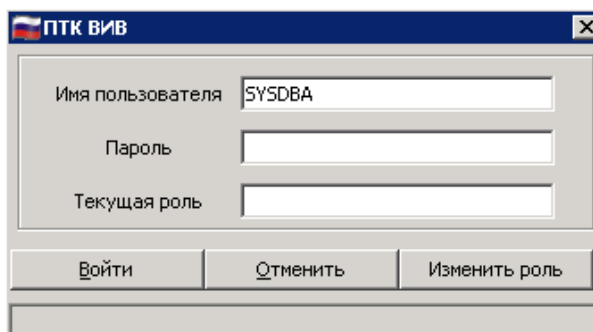 ПТК ВИВ
Имя пользователя SYSDBA
Пароль
Текущая роль
Войти Отменить Изменить роль